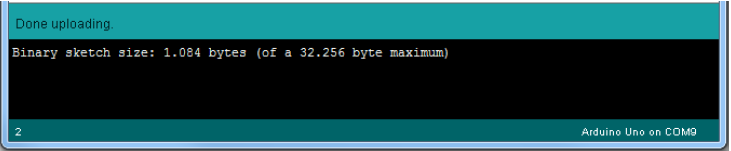 Done uploading.
Binary sketch size: 1.084 bytes (of a 32.256 byte maximum)
2
Arduino Uno on COM9